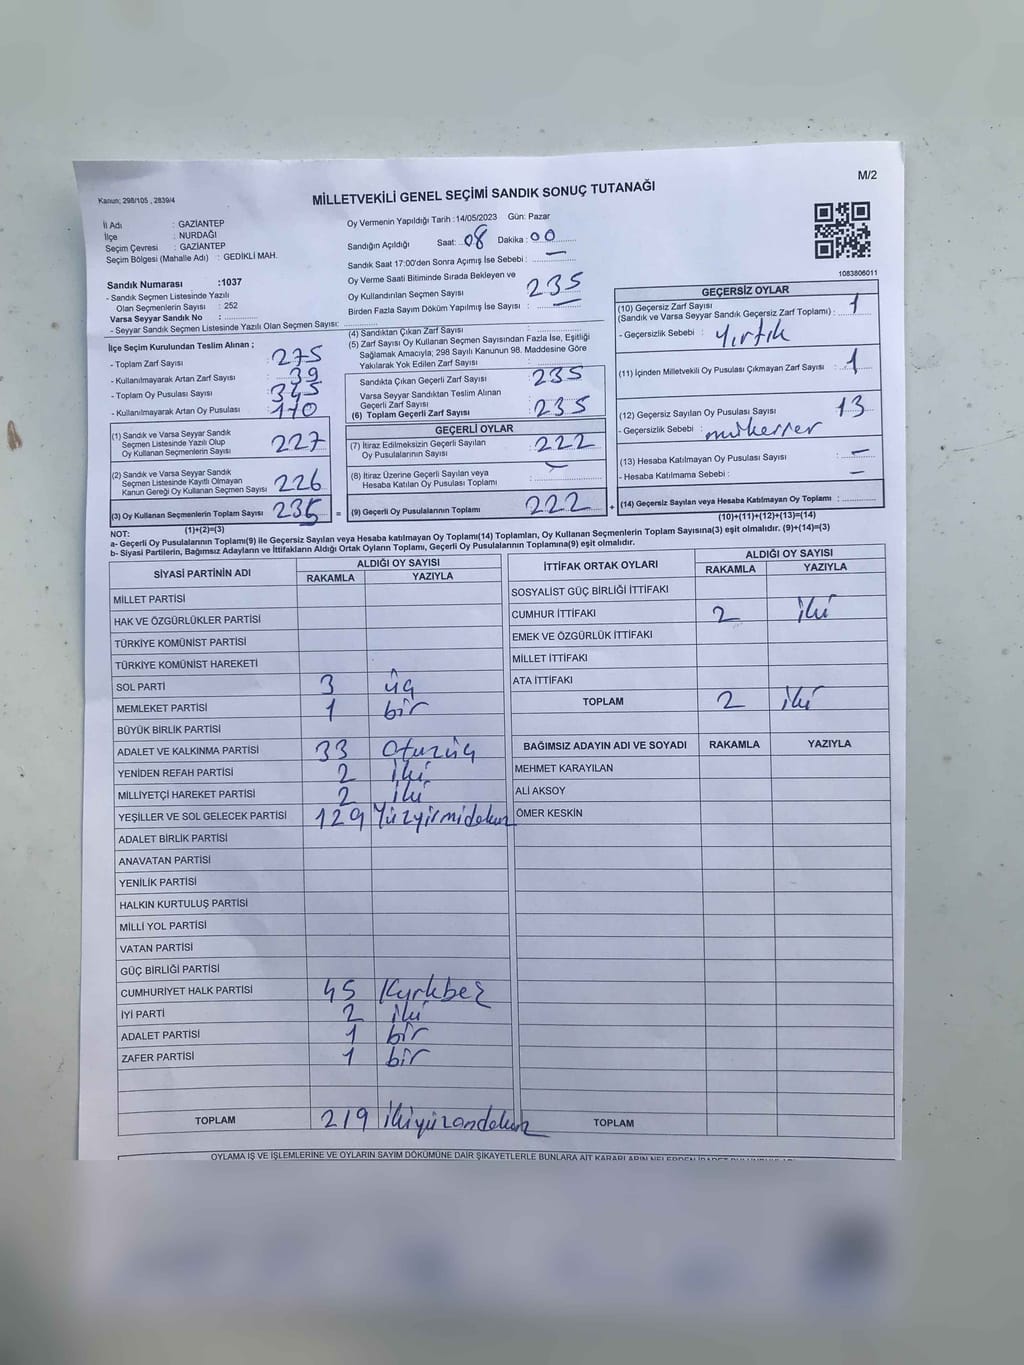 M/2
Kanun; 298/105 , 2839/4
MİLLETVEKİLİ GENEL SEÇİMİ SANDIK SONUÇ TUTANAĞI
İl Adı : GAZİANTEP
İlçe : NURDAĞI
Seçim Çevresi : GAZİANTEP
Seçim Bölgesi (Mahalle Adı) : GEDİKLİ MAH.
Sandık Numarası :1037
- Sandık Seçmen Listesinde Yazılı
Olan Seçmenlerin Sayısı : 252
Varsa Seyyar Sandık No :
- Seyyar Sandık Seçmen Listesinde Yazılı Olan Seçmen Sayısı:
Oy Vermenin Yapıldığı Tarih :14/05/2023 Gün: Pazar
Sandığın Açıldığı Saat: 08 Dakika : 00
Sandık Saat 17:00'den Sonra Açımış İse Sebebi : —
Oy Verme Saati Bitiminde Sırada Bekleyen ve
Oy Kullandırılan Seçmen Sayısı : 235
Birden Fazla Sayım Döküm Yapılmış İse Sayısı : —
1083806011
İlçe Seçim Kurulundan Teslim Alınan ;
- Toplam Zarf Sayısı : 275
- Kullanılmayarak Artan Zarf Sayısı : 39
- Toplam Oy Pusulası : 345
- Kullanılmayarak Artan Oy Pusulası : 110
(1) Sandık ve Varsa Seyyar Sandık
Seçmen Listesinde Yazılı Olup
Oy Kullanan Seçmenlerin Sayısı : 227
(2) Sandık ve Varsa Seyyar Sandık
Seçmen Listesinde Kayıtlı Olmayan
Kanun Gereği Oy Kullanan Seçmen Sayısı : 226
(3) Oy Kullanan Seçmenlerin Toplam Sayısı : 235 =
(1)+(2)=(3)
(4) Sandıktan Çıkan Zarf Sayısı :
(5) Zarf Sayısı Oy Kullanan Seçmen Sayısından Fazla İse, Eşitliği
Sağlamak Amacıyla; 298 Sayılı Kanunun 98. Maddesine Göre
Yakılarak Yok Edilen Zarf Sayısı :
Sandıkta Çıkan Geçerli Zarf Sayısı : 235
Varsa Seyyar Sandıktan Teslim Alınan
Geçerli Zarf Sayısı
(6) Toplam Geçerli Zarf Sayısı : 235
GEÇERLİ OYLAR
(7) İtiraz Edilmeksizin Geçerli Sayılan
Oy Pusulalarının Sayısı : 222
(8) İtiraz Üzerine Geçerli Sayılan veya
Hesaba Katılan Oy Pusulası Toplamı :
(9) Geçerli Oy Pusulalarının Toplamı : 222 +
GEÇERSİZ OYLAR
(10) Geçersiz Zarf Sayısı
(Sandık ve Varsa Seyyar Sandık Geçersiz Zarf Toplamı) : 1
- Geçersizlik Sebebi : yırtık
(11) İçinden Milletvekili Oy Pusulası Çıkmayan Zarf Sayısı : 1
(12) Geçersiz Sayılan Oy Pusulası Sayısı : 13
- Geçersizlik Sebebi :
(13) Hesaba Katılmayan Oy Pusulası Sayısı : —
- Hesaba Katılmama Sebebi : —
(14) Geçersiz Sayılan veya Hesaba Katılmayan Oy Toplamı :
(10)+(11)+(12)+(13)=(14)
NOT:
a- Geçerli Oy Pusulalarının Toplamı(9) ile Geçersiz Sayılan veya Hesaba katılmayan Oy Toplamı(14) Toplamları, Oy Kullanan Seçmenlerin Toplam Sayısına(3) eşit olmalıdır. (9)+(14)=(3)
b- Siyasi Partilerin, Bağımsız Adayların ve İttifakların Aldığı Ortak Oyların Toplamı, Geçerli Oy Pusulalarının Toplamına(9) eşit olmalıdır.
SİYASİ PARTİNİN ADI ALDIĞI OY SAYISI
RAKAMLA YAZIYLA
MİLLET PARTİSİ
HAK VE ÖZGÜRLÜKLER PARTİSİ
TÜRKİYE KOMÜNİST PARTİSİ
TÜRKİYE KOMÜNİST HAREKETİ
SOL PARTİ 3 üç
MEMLEKET PARTİSİ 1 bir
BÜYÜK BİRLİK PARTİSİ
ADALET VE KALKINMA PARTİSİ 33 Otuzüç
YENİDEN REFAH PARTİSİ 2 iki
MİLLİYETÇİ HAREKET PARTİSİ 2 iki
YEŞİLLER VE SOL GELECEK PARTİSİ 129 Yüzyirmidokuz
ADALET BİRLİK PARTİSİ
ANAVATAN PARTİSİ
YENİLİK PARTİSİ
HALKIN KURTULUŞ PARTİSİ
MİLLİ YOL PARTİSİ
VATAN PARTİSİ
GÜÇ BİRLİĞİ PARTİSİ
CUMHURİYET HALK PARTİSİ 45 Kırkbeş
İYİ PARTİ 2 iki
ADALET PARTİSİ 1 bir
ZAFER PARTİSİ 1 bir
TOPLAM 219 ikiyüzondokuz
İTTİFAK ORTAK OYLARI ALDIĞI OY SAYISI
RAKAMLA YAZIYLA
SOSYALİST GÜÇ BİRLİĞİ İTTİFAKI
CUMHUR İTTİFAKI 2 iki
EMEK VE ÖZGÜRLÜK İTTİFAKI
MİLLET İTTİFAKI
ATA İTTİFAKI
TOPLAM 2 iki
BAĞIMSIZ ADAYIN ADI VE SOYADI RAKAMLA YAZIYLA
MEHMET KARAYILAN
ALİ AKSOY
ÖMER KESKİN
TOPLAM
OYLAMA İŞ VE İŞLEMLERİNE VE OYLARIN SAYIM DÖKÜMÜNE DAİR ŞİKAYETLERLE BUNLARA AİT KARARLARIN